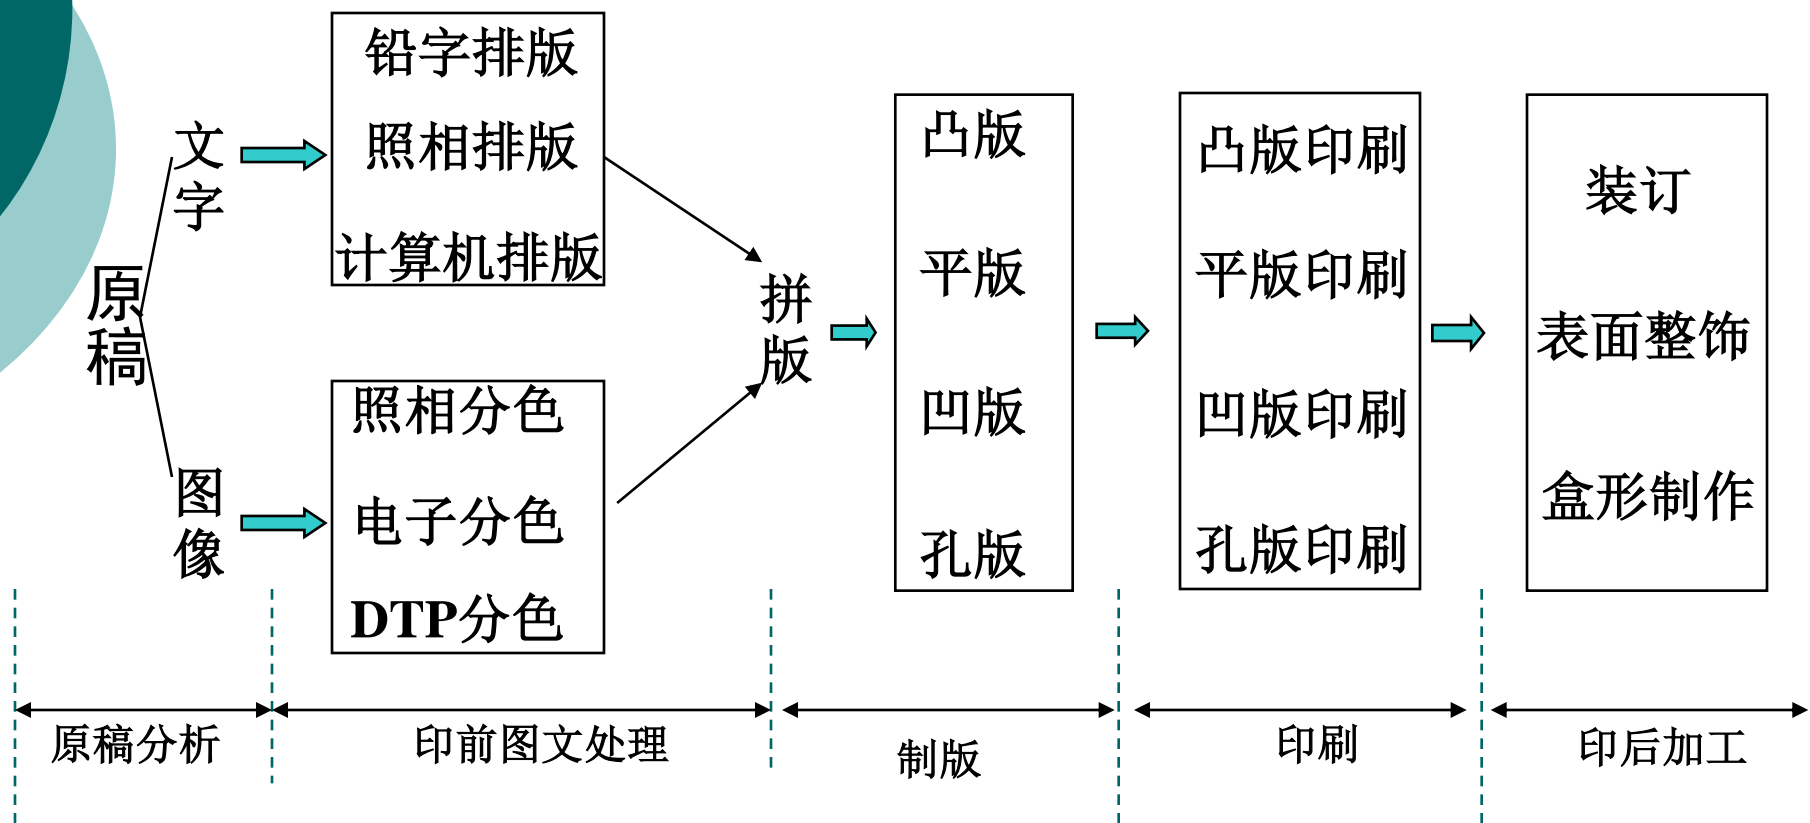 原稿
文字
图像
铅字排版
照相排版
计算机排版
照相分色
电子分色
DTP分色
拼版
凸版
平版
凹版
孔版
凸版印刷
平版印刷
凹版印刷
孔版印刷
装订
表面整饰
盒形制作
原稿分析
印前图文处理
制版
印刷
印后加工